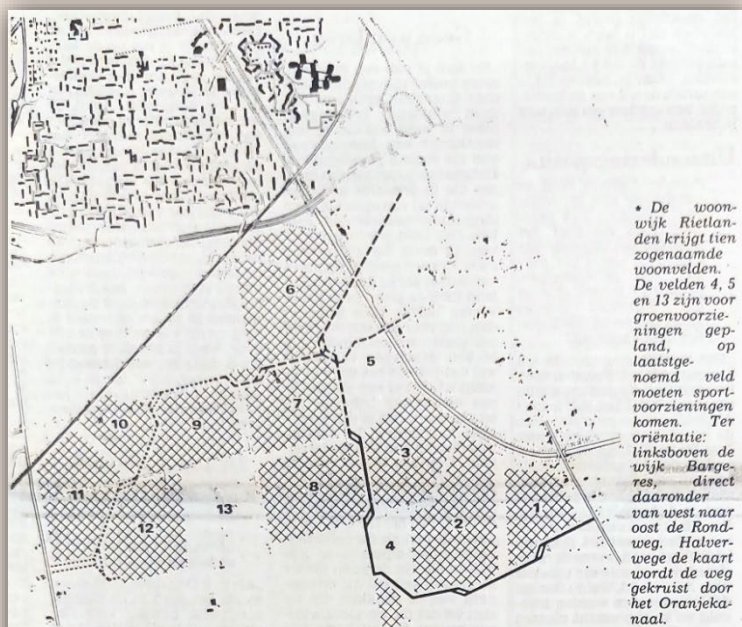 6
5
7
10
9
3
11
8
1
12
13
2
4
* De woon-
wijk Rietlan-
den krijgt tien
zogenaamde
woonvelden.
De velden 4, 5
en 13 zijn voor
groenvoorzie-
ningen gep-
land, op
laatstge-
noemd veld
moeten sport-
voorzieningen
komen. Ter
oriëntatie:
linksboven de
wijk Barge-
res, direct
daaronder
van west naar
oost de Rond-
weg. Halver-
wege de kaart
wordt de weg
gekruist door
het Oranjeka-
naal.